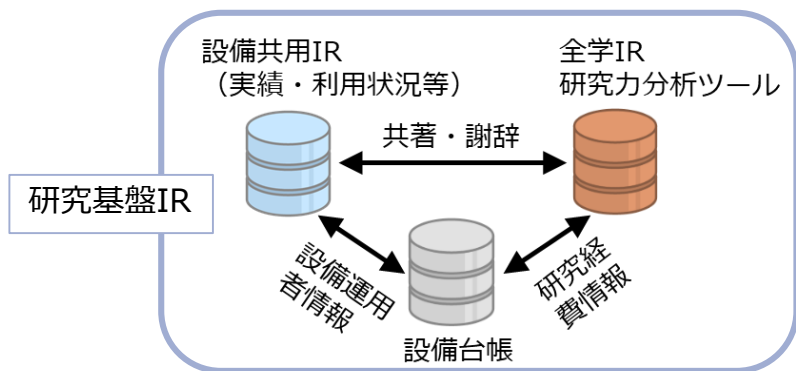 設備共用IR
（実績・利用状況等）
全学IR
研究力分析ツール
共著・謝辞
研究基盤IR
設備運用
者情報
研究経
費情報
設備台帳